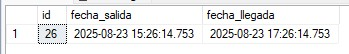 id fecha_salida fecha_llegada
1 26 2025-08-23 15:26:14.753 2025-08-23 17:26:14.753